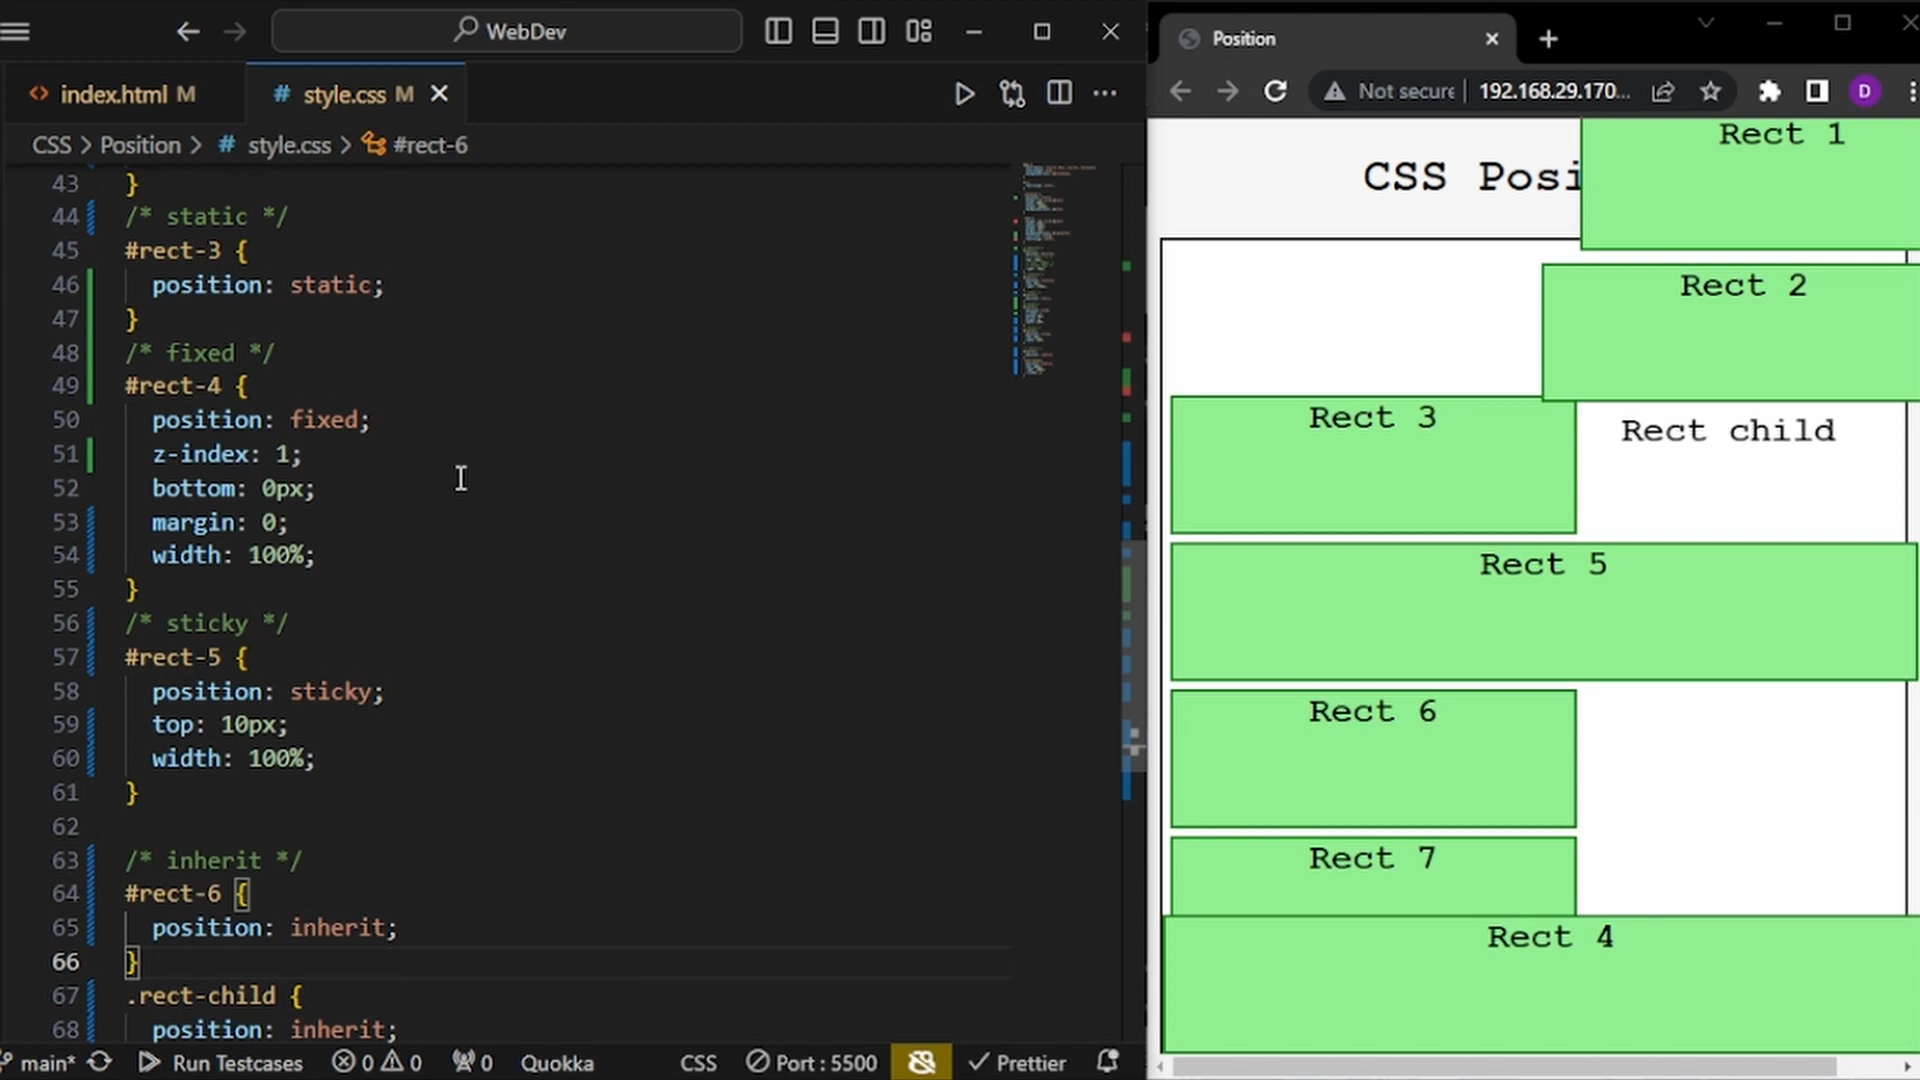 WebDev
index.html M
# style.css M
CSS > Position > # style.css > #rect-6
43 }
44 /* static */
45 #rect-3 {
46 position: static;
47 }
48 /* fixed */
49 #rect-4 {
50 position: fixed;
51 z-index: 1;
52 bottom: 0px;
53 margin: 0;
54 width: 100%;
55 }
56 /* sticky */
57 #rect-5 {
58 position: sticky;
59 top: 10px;
60 width: 100%;
61 }
62
63 /* inherit */
64 #rect-6 {
65 position: inherit;
66 }
67 .rect-child {
68 position: inherit;
main* Run Testcases 0 0 0 Quokka CSS Port : 5500 Prettier
Position
Not secure 192.168.29.170... D
CSS Posi
Rect 1
Rect 2
Rect 3
Rect child
Rect 5
Rect 6
Rect 7
Rect 4